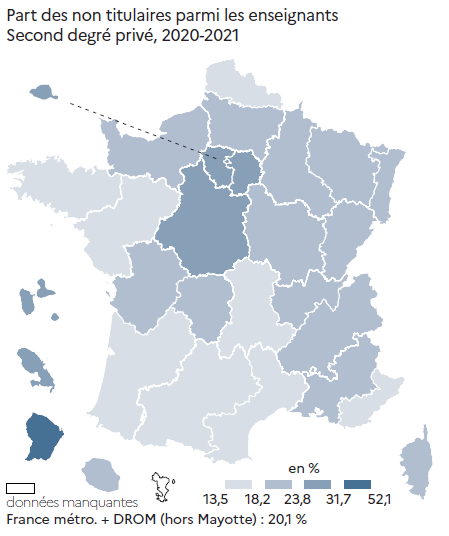 Part des non titulaires parmi les enseignants
Second degré privé, 2020-2021
en %
13,5 18,2 23,8 31,7 52,1
données manquantes
France métro. + DROM (hors Mayotte) : 20,1 %